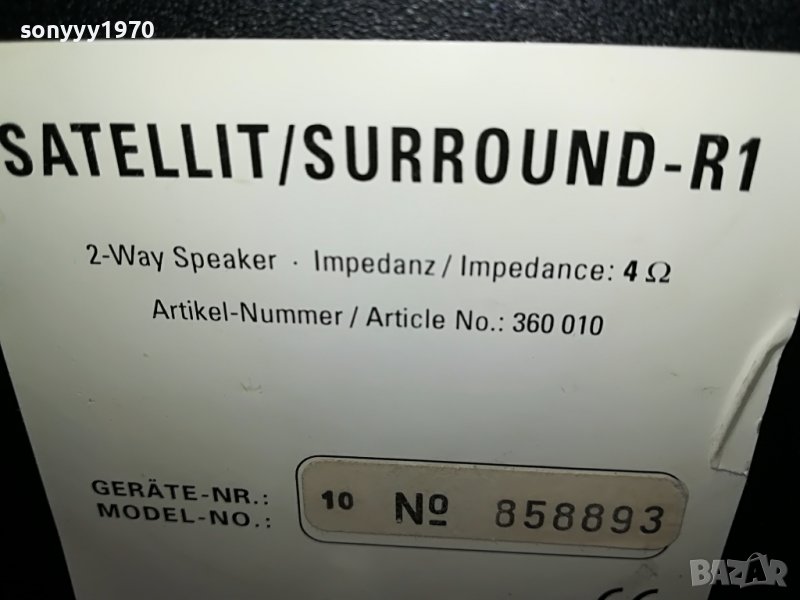 sonyyy1970
SATELLIT/SURROUND-R1
2-Way Speaker · Impedanz / Impedance: 4 Ω
Artikel-Nummer / Article No.: 360 010
GERÄTE-NR.:
MODEL-NO.:
10 Nº 858893
BAZAR